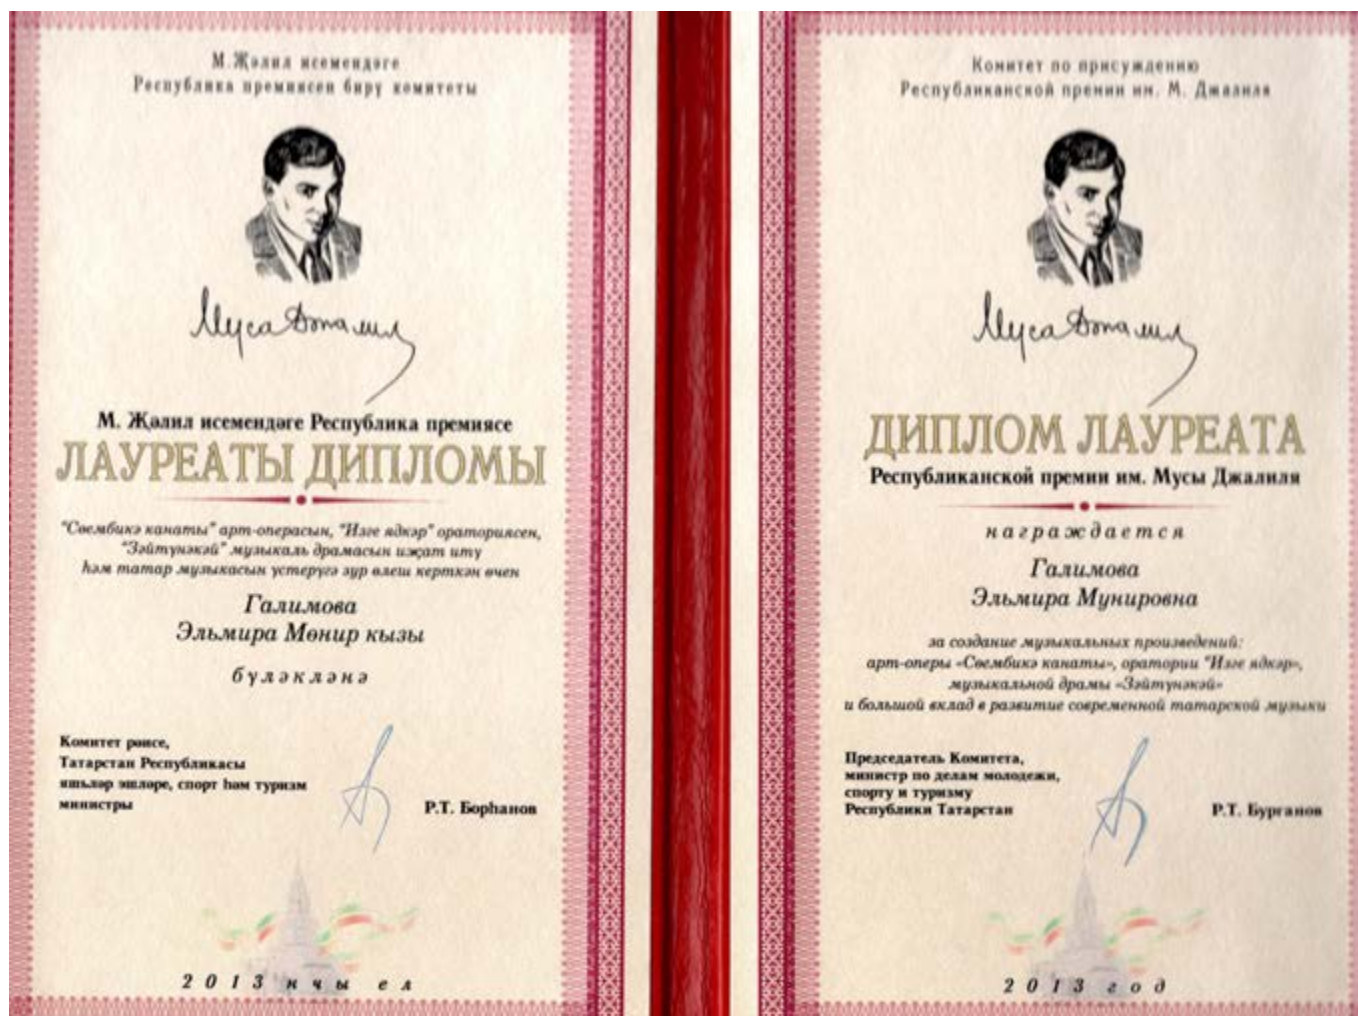 М.Җәлил исемендәге
Республика премиясен бирү комитеты
Муса Джалил
М. Җәлил исемендәге Республика премиясе
ЛАУРЕАТЫ ДИПЛОМЫ
"Сөембикә канаты" арт-операсын, "Изге ядкәр" ораториясен,
"Зәйтүнәкәй" музыкаль драмасын иҗат итү
һәм татар музыкасын үстерүгә зур өлеш керткән өчен
Галимова
Эльмира Мөнир кызы
бүләкләнә
Комитет рәисе,
Татарстан Республикасы
яшьләр эшләре, спорт һәм туризм
министры
Р.Т. Борһанов
2013 нчы ел
Комитет по присуждению
Республиканской премии им. М. Джалиля
Муса Джалил
ДИПЛОМ ЛАУРЕАТА
Республиканской премии им. Мусы Джалиля
награждается
Галимова
Эльмира Мунировна
за создание музыкальных произведений:
арт-оперы «Сөембикә канаты», оратории "Изге ядкәр»,
музыкальной драмы «Зәйтүнәкәй»
и большой вклад в развитие современной татарской музыки
Председатель Комитета,
министр по делам молодежи,
спорту и туризму
Республики Татарстан
Р.Т. Бурганов
2013 год